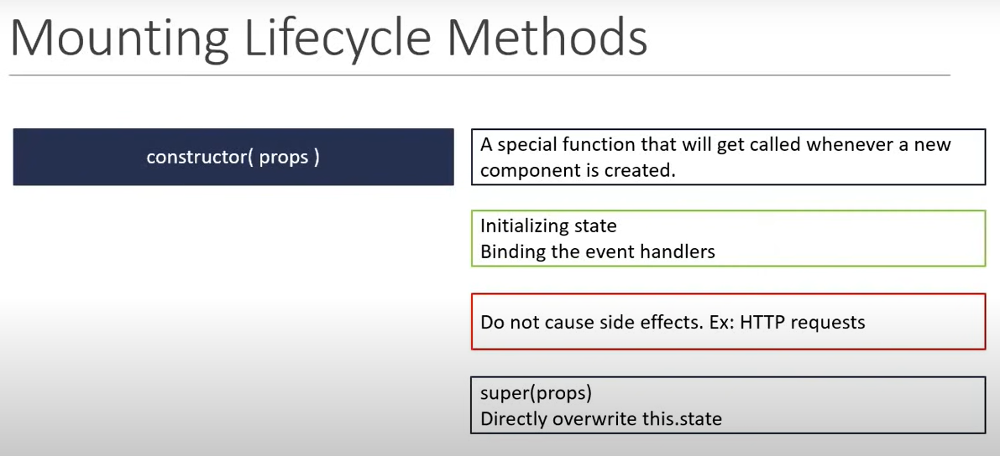 Mounting Lifecycle Methods
constructor( props )
A special function that will get called whenever a new
component is created.
Initializing state
Binding the event handlers
Do not cause side effects. Ex: HTTP requests
super(props)
Directly overwrite this.state